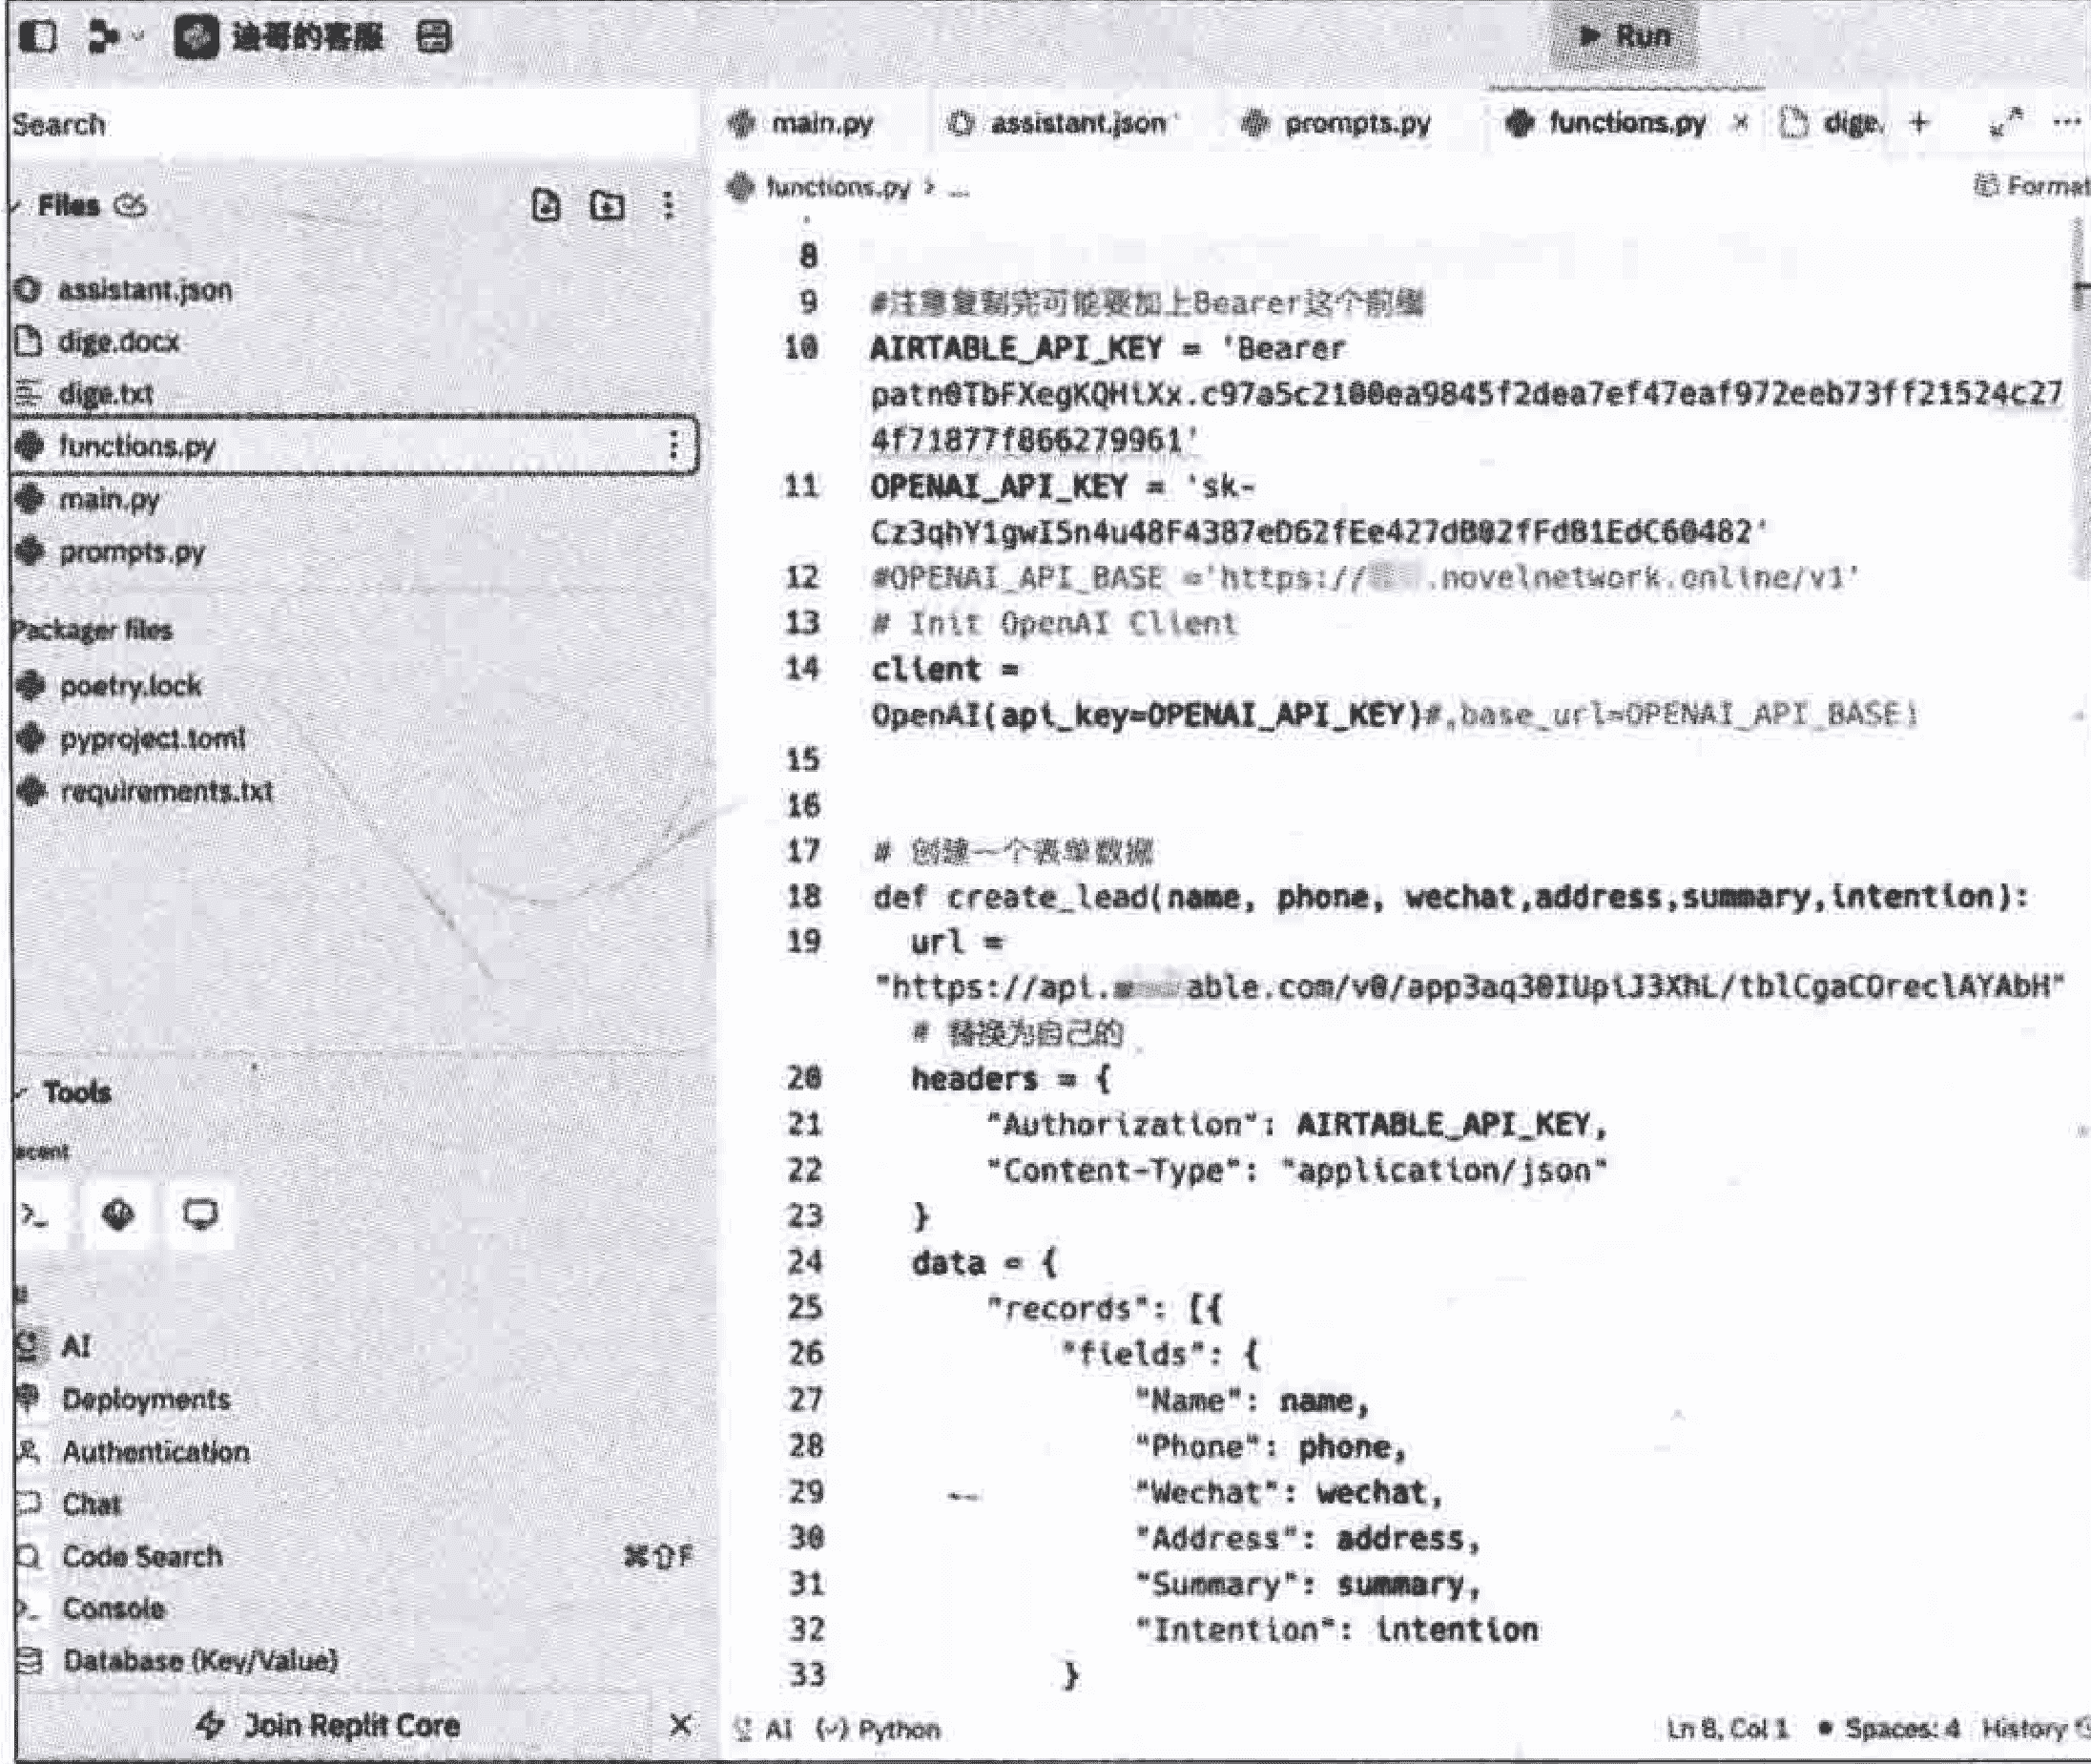 迪哥的客服
Run
Search
main.py
assistant.json
prompts.py
functions.py ×
dige.
+
...
Files
functions.py > ...
Format
assistant.json
dige.docx
dige.txt
functions.py
main.py
prompts.py
Packager files
poetry.lock
pyproject.toml
requirements.txt
Tools
AI
Deployments
Authentication
Chat
Code Search ⌘⇧F
Console
Database (Key/Value)
Join Replit Core ×
8
9 #注意复制完可能要加上Bearer这个前缀
10 AIRTABLE_API_KEY = 'Bearer
11 OPENAI_API_KEY = 'sk-
12 #OPENAI_API_BASE ='https:// .novelnetwork.online/v1'
13 # Init OpenAI Client
14 client =
OpenAI(api_key=OPENAI_API_KEY)#,base_url=OPENAI_API_BASE)
15
16
17 # 创建一个表单数据
18 def create_lead(name, phone, wechat,address,summary,intention):
19 url =
"https://api. able.com/v0/app3aq30IUpiJ3XhL/tblCgaCOreclAYAbH"
# 替换为自己的
20 headers = {
21 "Authorization": AIRTABLE_API_KEY,
22 "Content-Type": "application/json"
23 }
24 data = {
25 "records": [{
26 "fields": {
27 "Name": name,
28 "Phone": phone,
29 "Wechat": wechat,
30 "Address": address,
31 "Summary": summary,
32 "Intention": intention
33 }
AI
Python
Ln 8, Col 1 • Spaces: 4 History